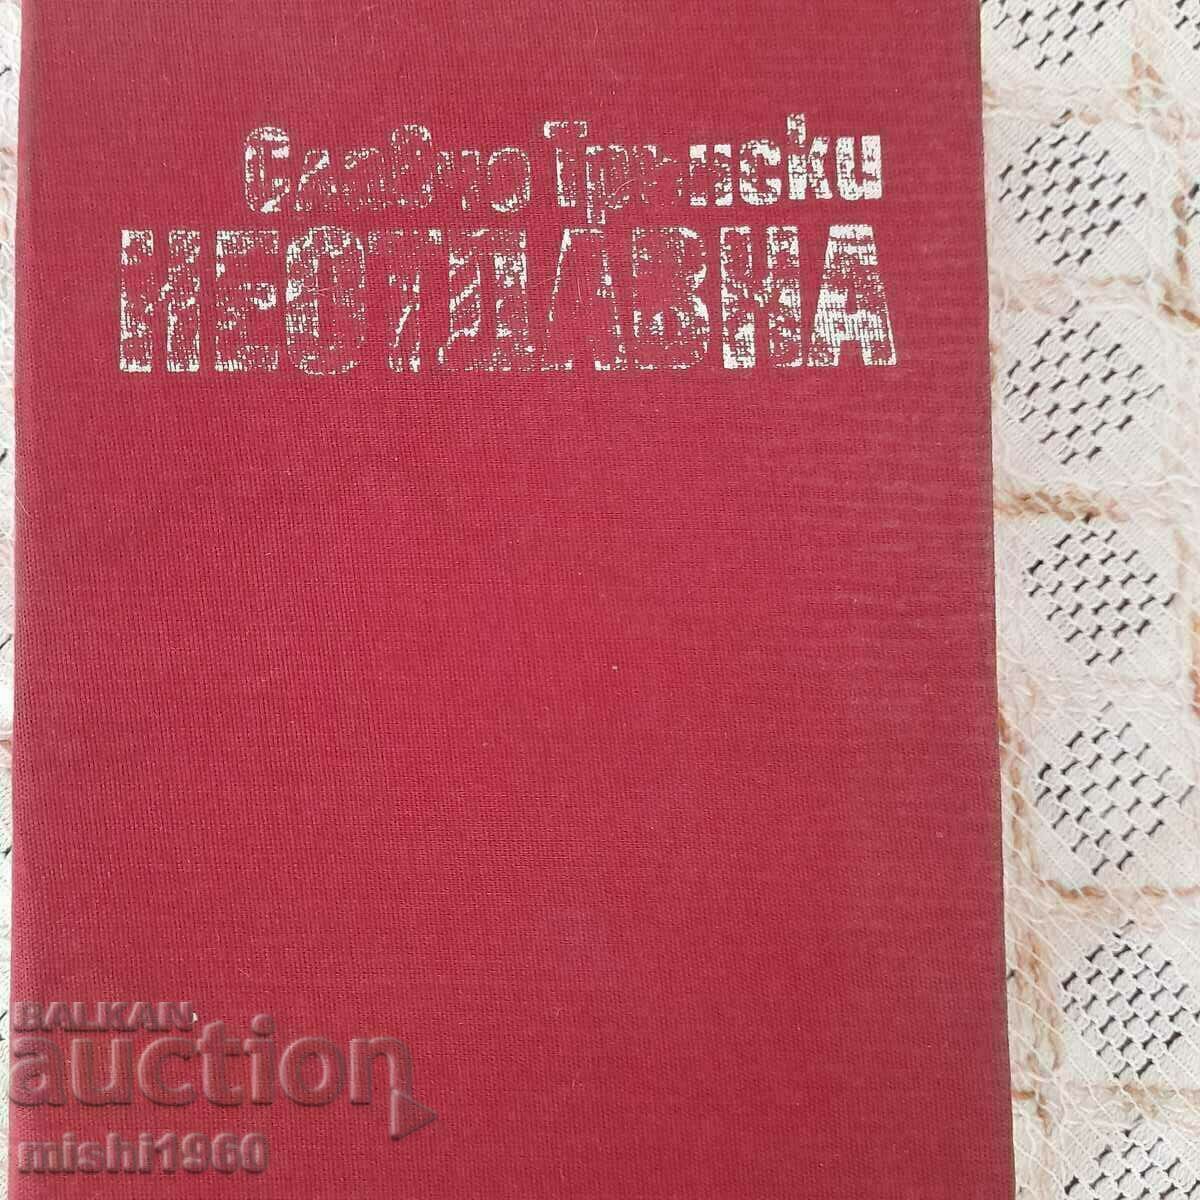 Славчо Трънски
НЕОТДАВНА
BALKAN
auction
mishi1960